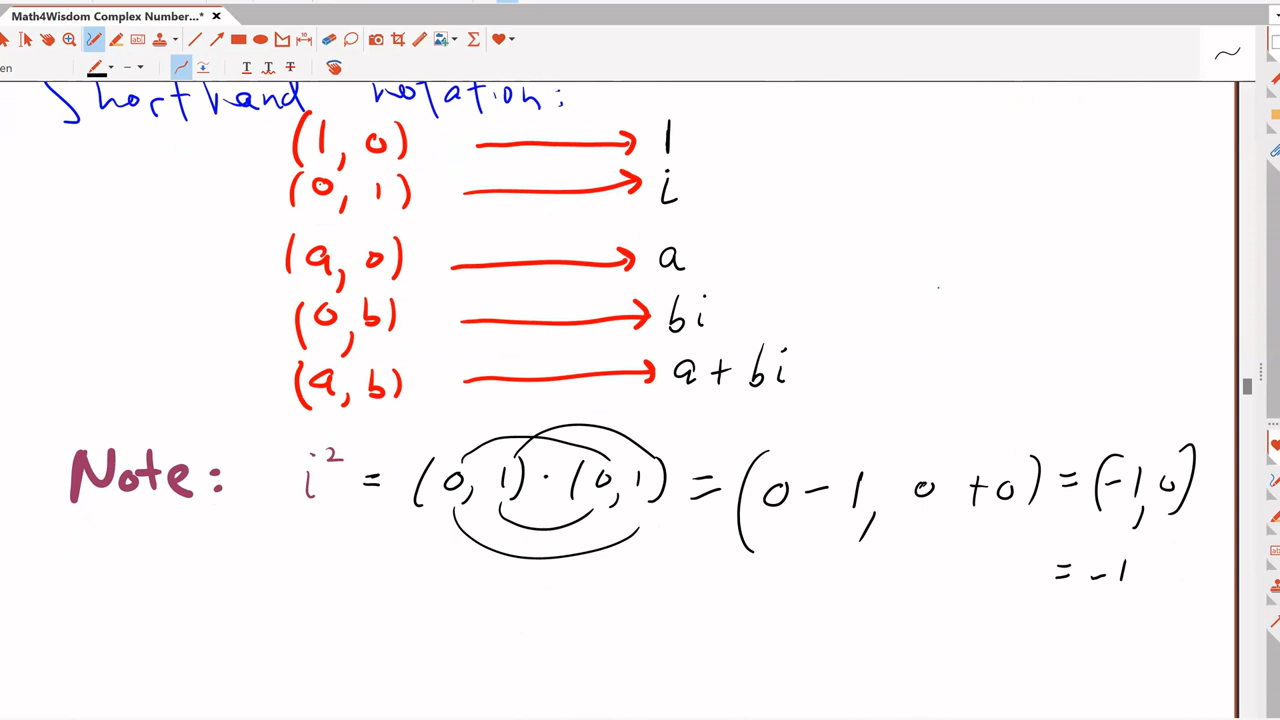 Math4Wisdom Complex Number...*
en
Shorthand notation:
(1, 0) → 1
(0, 1) → i
(a, 0) → a
(0, b) → bi
(a, b) → a + bi
Note: i² = (0, 1) · (0, 1) = (0 - 1, 0 + 0) = (-1, 0)
= -1